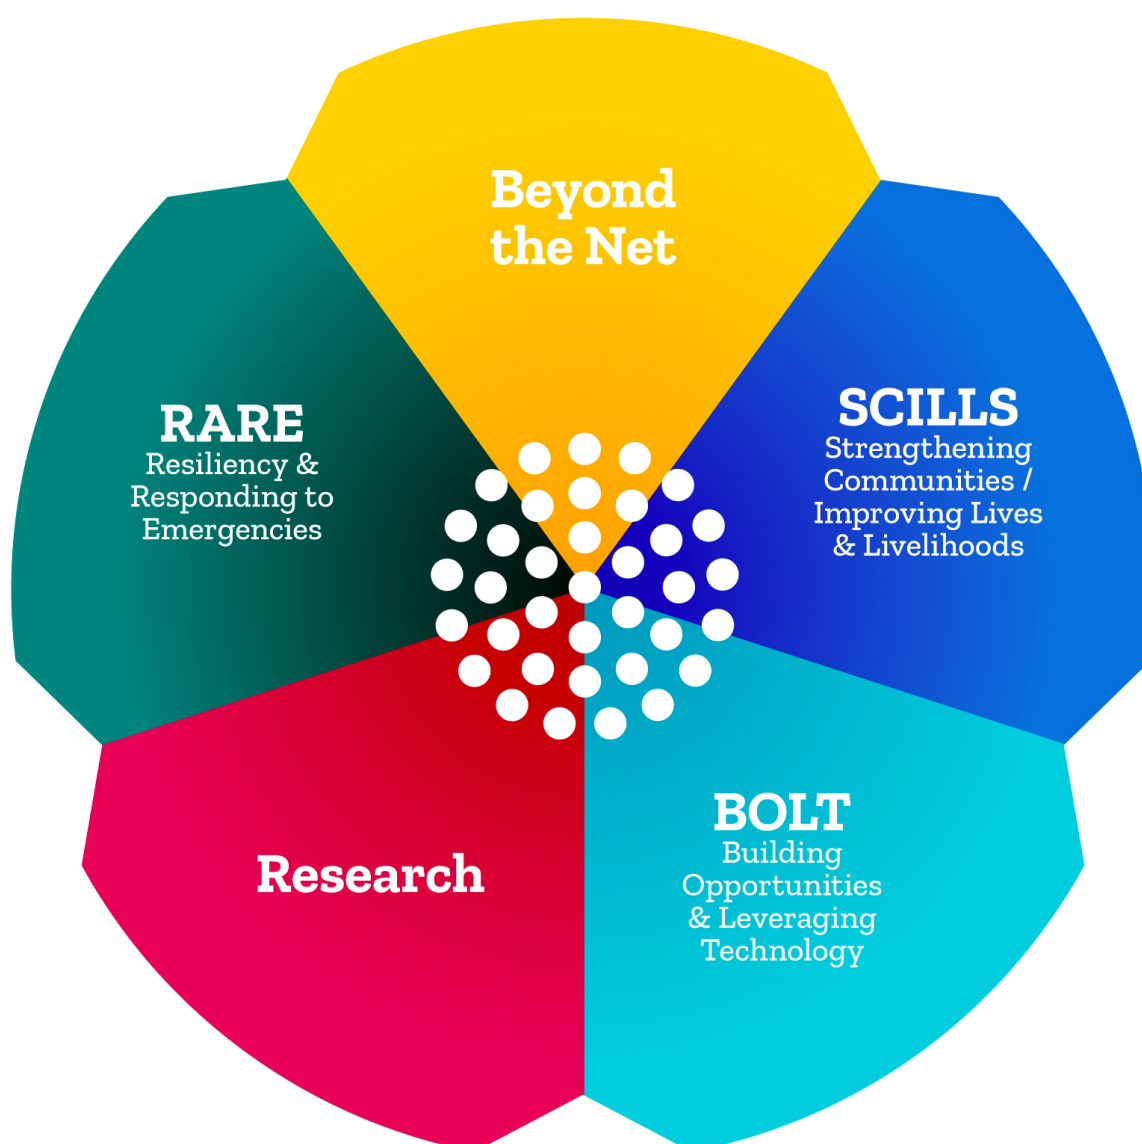 Beyond
the Net
SCILLS
Strengthening
Communities /
Improving Lives
& Livelihoods
BOLT
Building
Opportunities
& Leveraging
Technology
Research
RARE
Resiliency &
Responding to
Emergencies